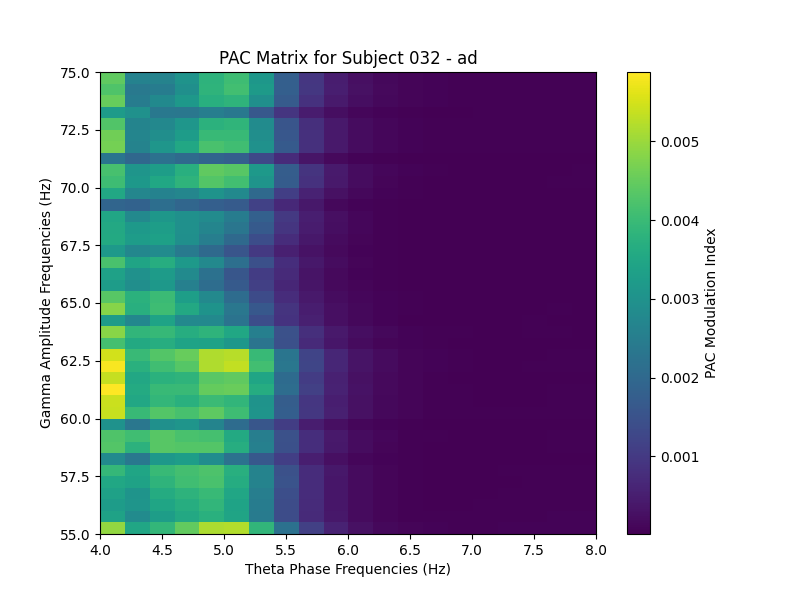 PAC Matrix for Subject 032 - ad
75.0
72.5
70.0
67.5
65.0
62.5
60.0
57.5
55.0
Gamma Amplitude Frequencies (Hz)
4.0 4.5 5.0 5.5 6.0 6.5 7.0 7.5 8.0
Theta Phase Frequencies (Hz)
0.005
0.004
0.003
0.002
0.001
PAC Modulation Index